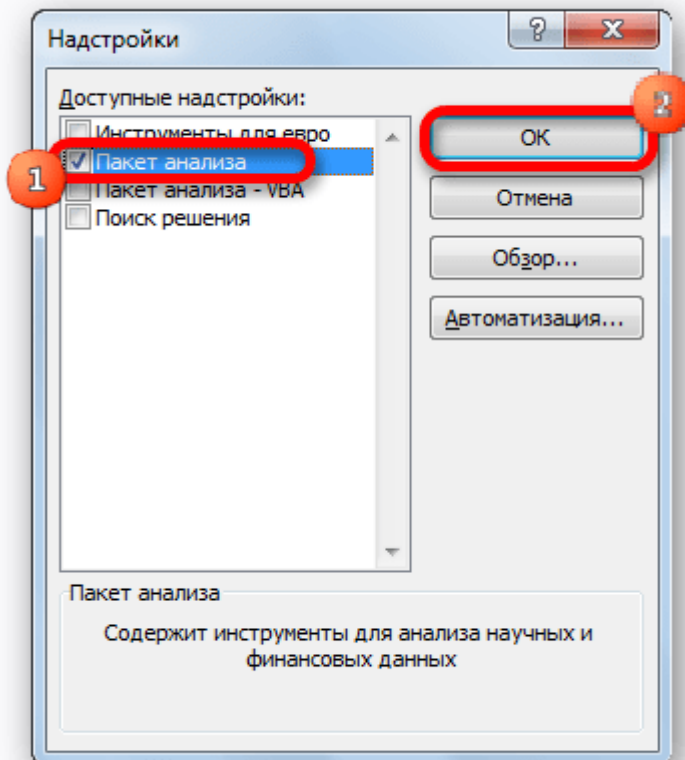 Надстройки
Доступные надстройки:
Инструменты для евро
Пакет анализа
Пакет анализа - VBA
Поиск решения
1
2
ОК
Отмена
Обзор...
Автоматизация...
Пакет анализа
Содержит инструменты для анализа научных и
финансовых данных